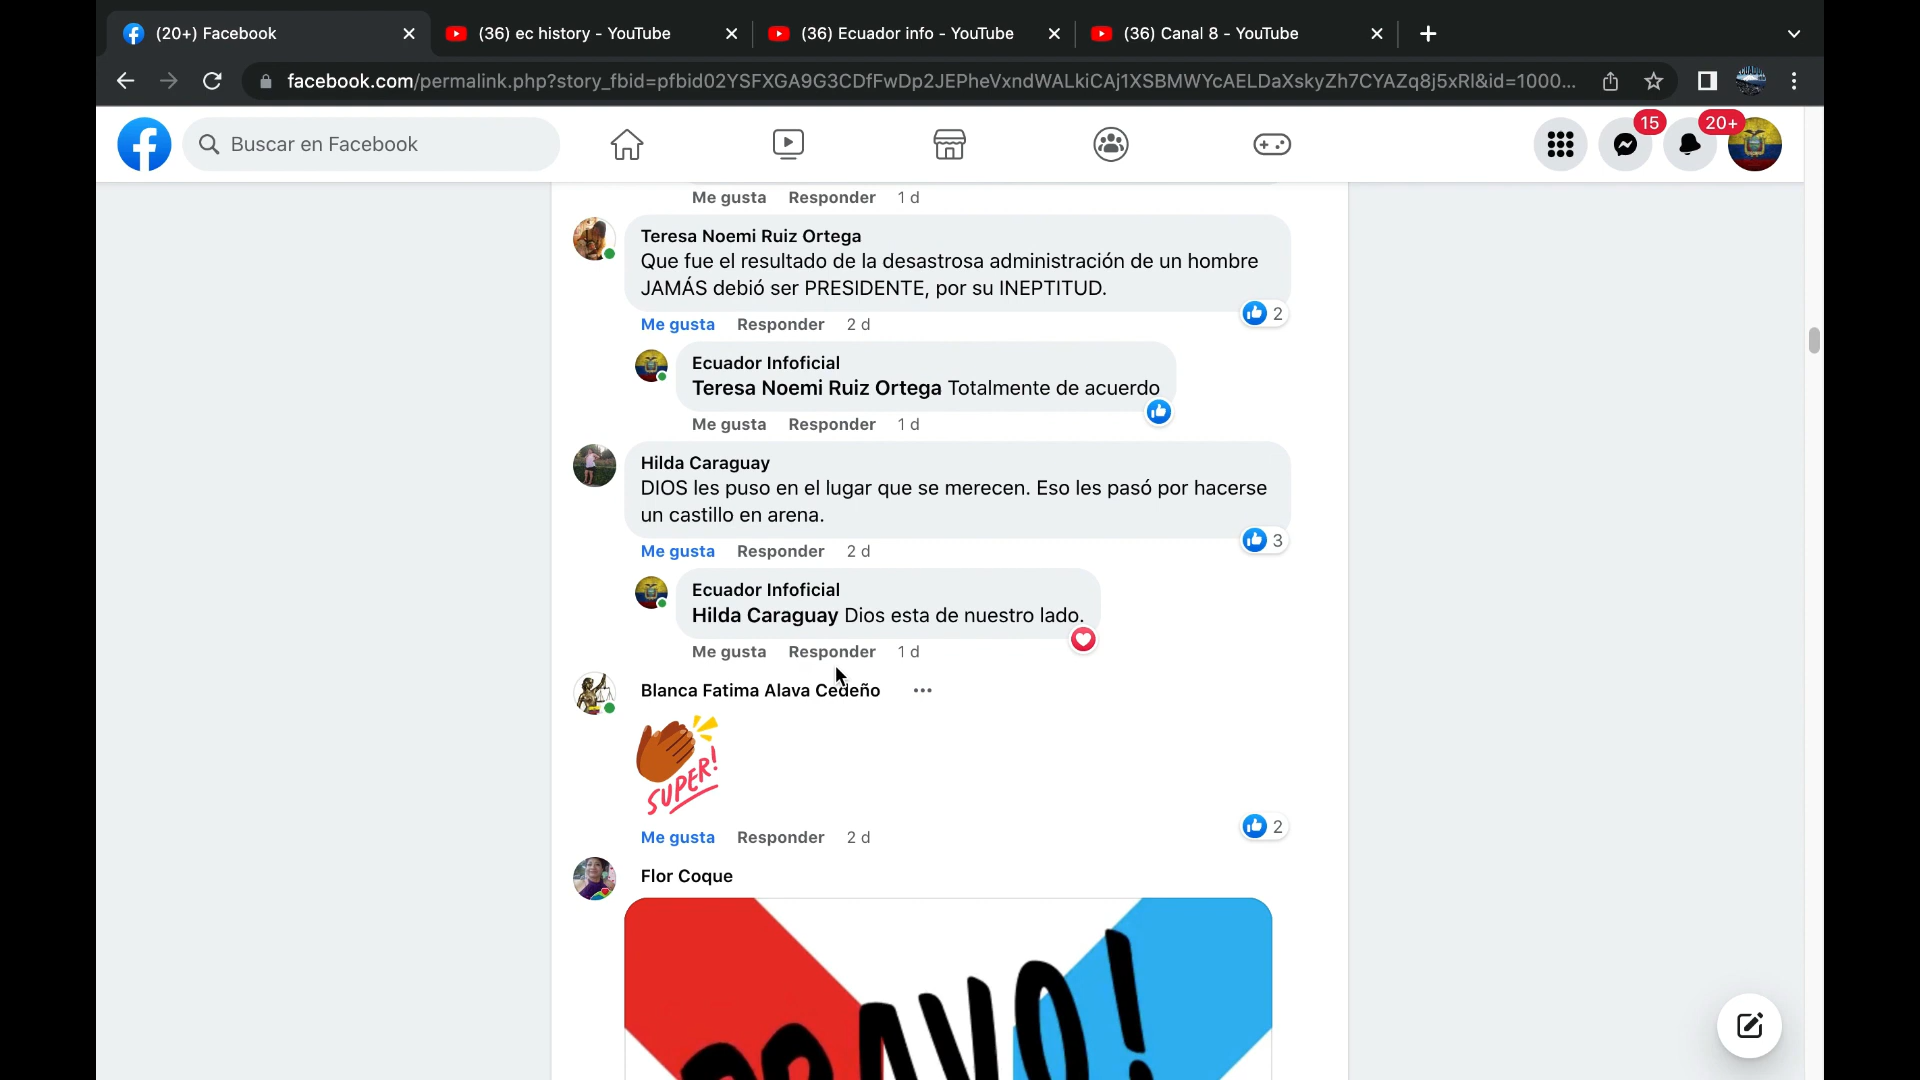 (20+) Facebook
(36) ec history - YouTube
(36) Ecuador info - YouTube
(36) Canal 8 - YouTube
facebook.com/permalink.php?story_fbid=pfbid02YSFXGA9G3CDfFwDp2JEPheVxndWALkiCAj1XSBMWYcAELDaXskyZh7CYAZq8j5xRl&id=1000...
Buscar en Facebook
15
20+
Me gusta Responder 1 d
Teresa Noemi Ruiz Ortega
Que fue el resultado de la desastrosa administración de un hombre
JAMÁS debió ser PRESIDENTE, por su INEPTITUD.
2
Me gusta Responder 2 d
Ecuador Infoficial
Teresa Noemi Ruiz Ortega Totalmente de acuerdo
Me gusta Responder 1 d
Hilda Caraguay
DIOS les puso en el lugar que se merecen. Eso les pasó por hacerse
un castillo en arena.
3
Me gusta Responder 2 d
Ecuador Infoficial
Hilda Caraguay Dios esta de nuestro lado.
Me gusta Responder 1 d
Blanca Fatima Alava Cedeño
SUPER!
2
Me gusta Responder 2 d
Flor Coque
BRAVO!